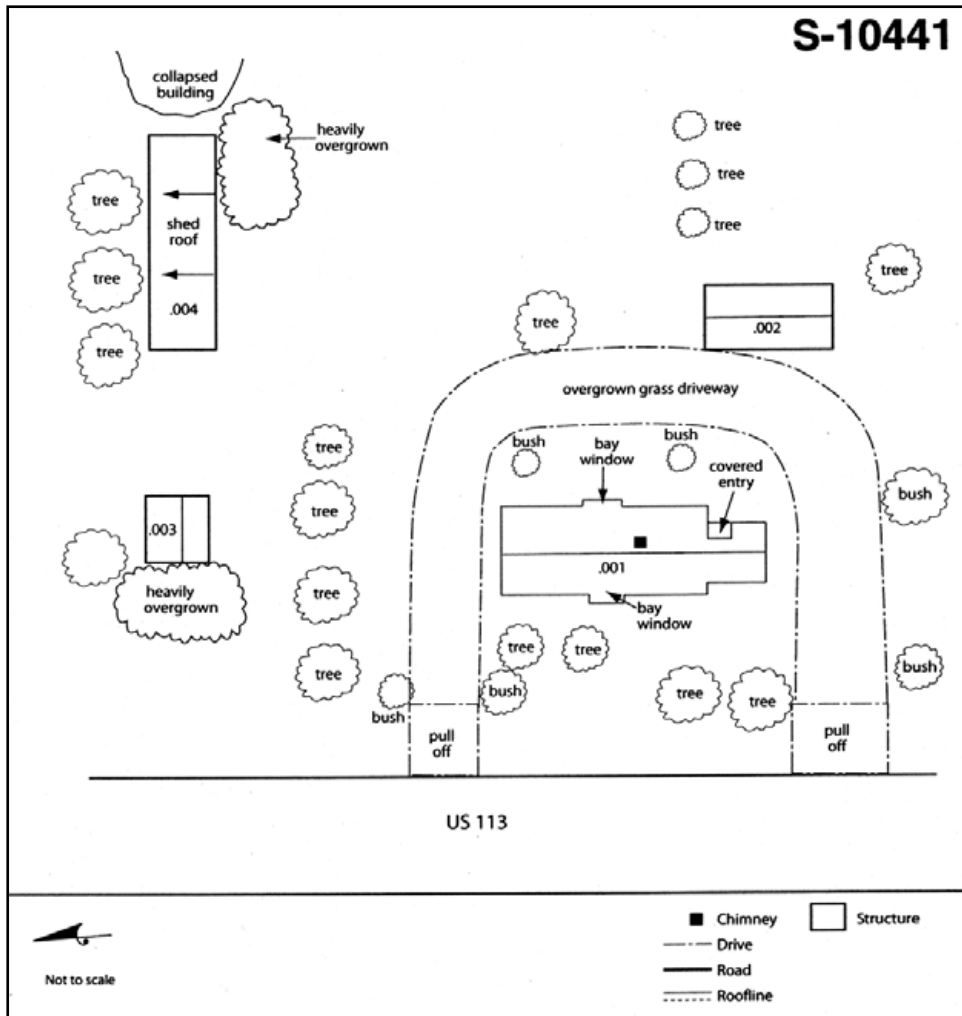 S-10441
collapsed
building
heavily
overgrown
tree
tree
tree
tree
shed
roof
tree
tree
.004
tree
tree
tree
.002
overgrown grass driveway
bush
bay
window
bush
covered
entry
tree
tree
bush
.003
.001
heavily
overgrown
tree
bay
window
tree
tree
tree
bush
bush
bush
tree
tree
pull
off
pull
off
US 113
Not to scale
Chimney
Structure
Drive
Road
Roofline